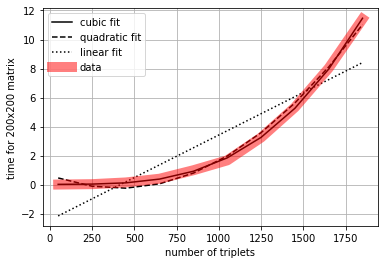 12
10
8
6
4
2
0
−2
time for 200x200 matrix
cubic fit
quadratic fit
linear fit
data
0 250 500 750 1000 1250 1500 1750
number of triplets